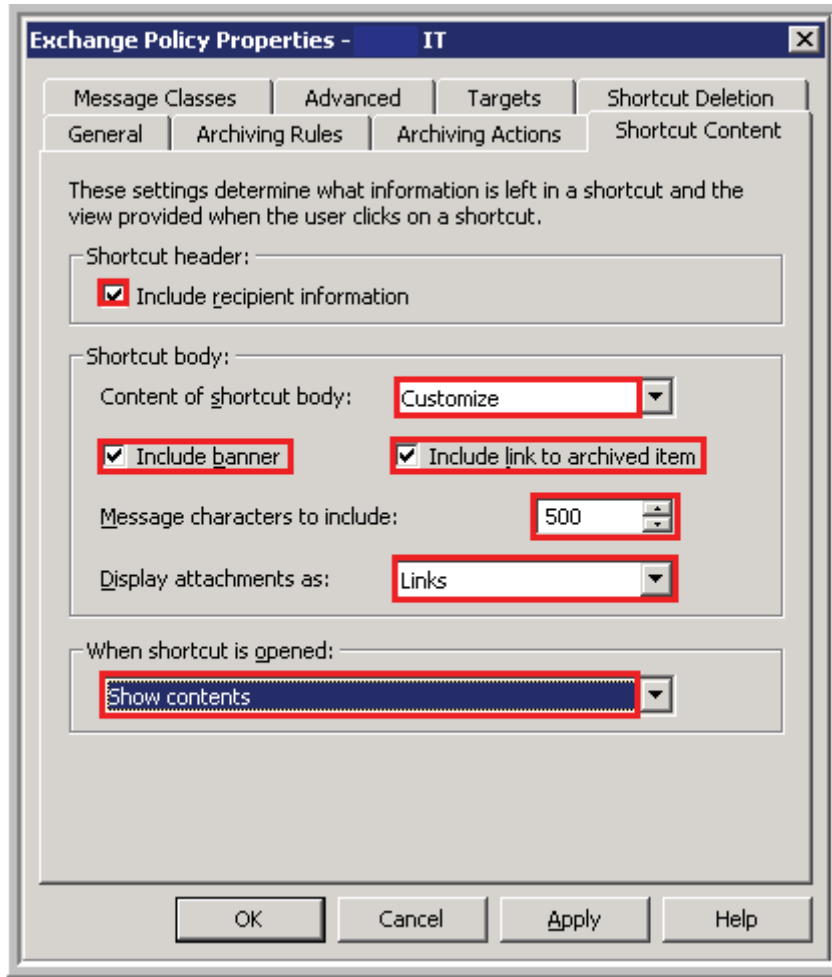 Exchange Policy Properties - IT
Message Classes Advanced Targets Shortcut Deletion
General Archiving Rules Archiving Actions Shortcut Content
These settings determine what information is left in a shortcut and the
view provided when the user clicks on a shortcut.
Shortcut header:
Include recipient information
Shortcut body:
Content of shortcut body: Customize
Include banner Include link to archived item
Message characters to include: 500
Display attachments as: Links
When shortcut is opened:
Show contents
OK Cancel Apply Help